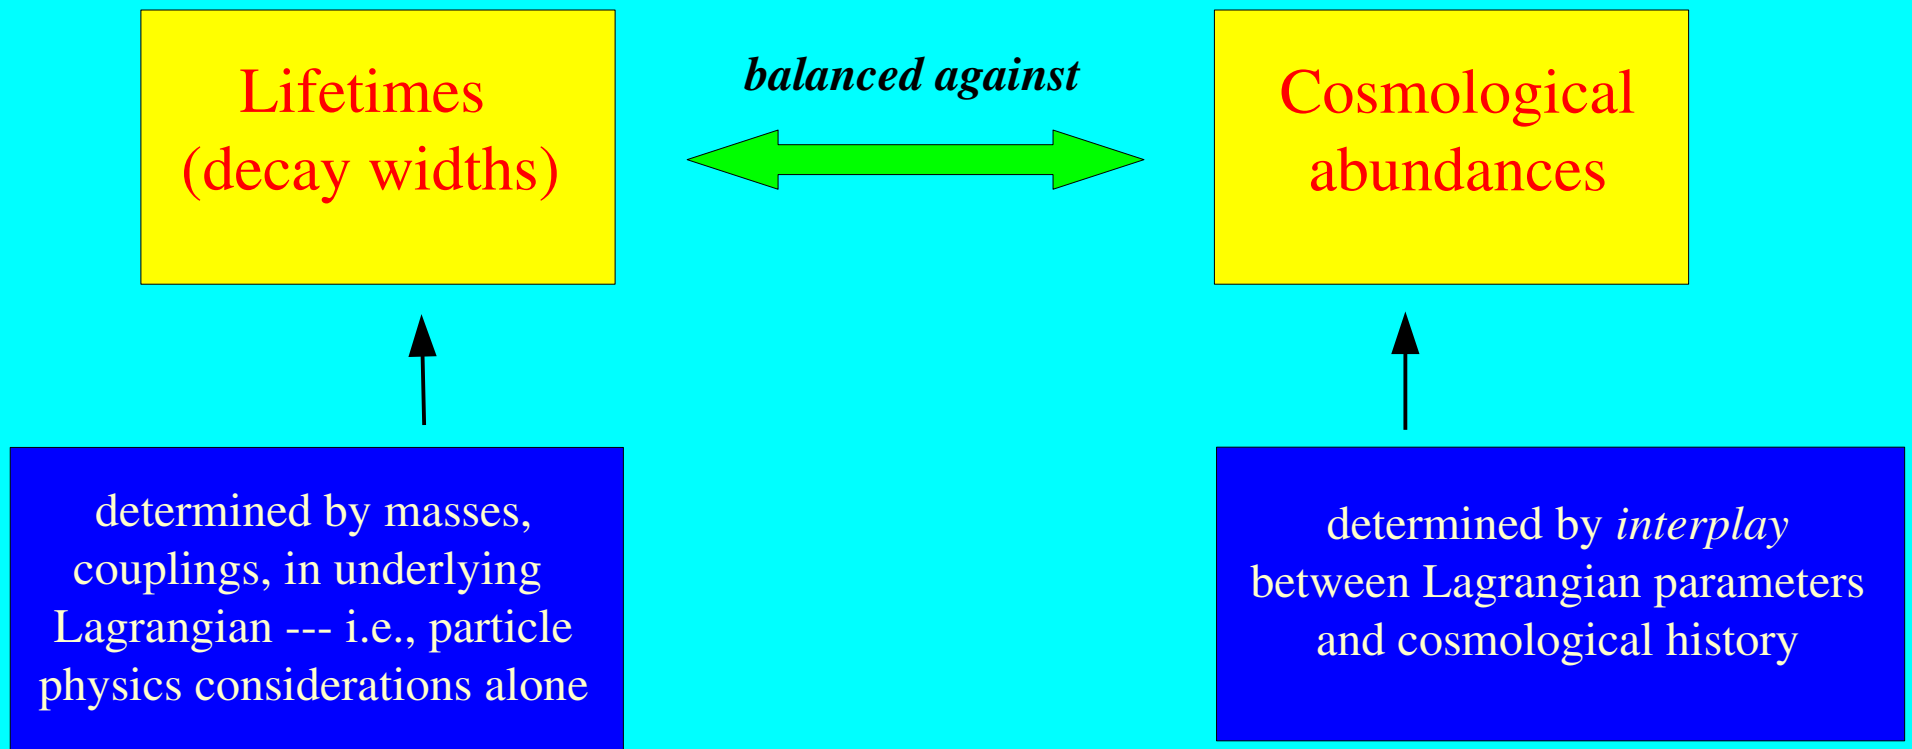 Lifetimes
(decay widths)
balanced against
Cosmological
abundances
determined by masses,
couplings, in underlying
Lagrangian --- i.e., particle
physics considerations alone
determined by interplay
between Lagrangian parameters
and cosmological history